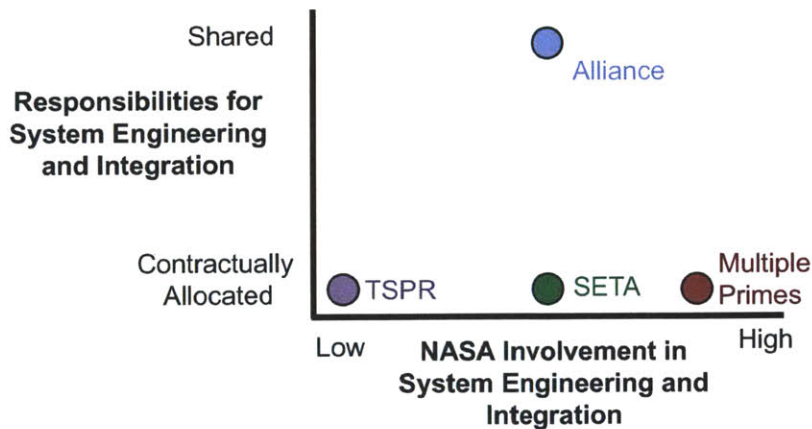 Shared
Alliance
Responsibilities for
System Engineering
and Integration
Contractually
Allocated
TSPR
SETA
Multiple
Primes
Low
High
NASA Involvement in
System Engineering and
Integration